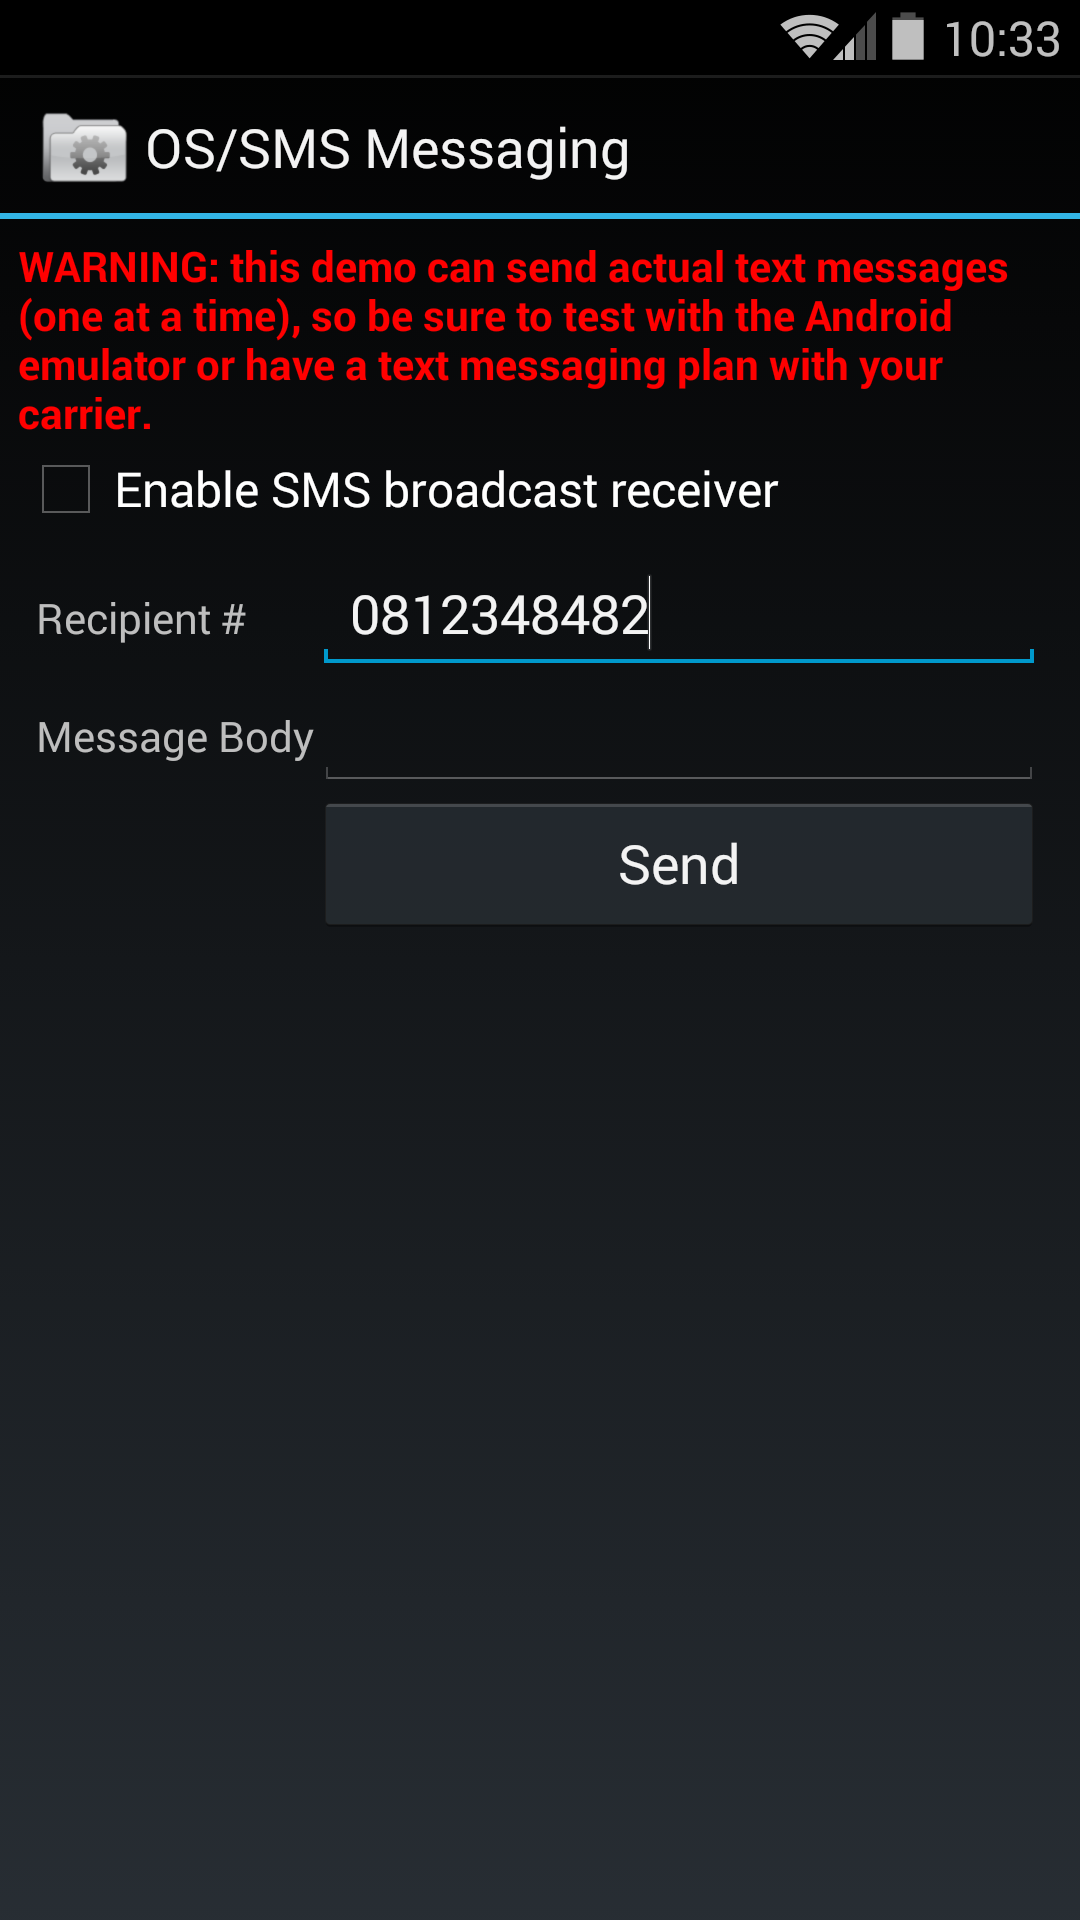 10:33
OS/SMS Messaging
WARNING: this demo can send actual text messages
(one at a time), so be sure to test with the Android
emulator or have a text messaging plan with your
carrier.
Enable SMS broadcast receiver
Recipient # 0812348482
Message Body
Send